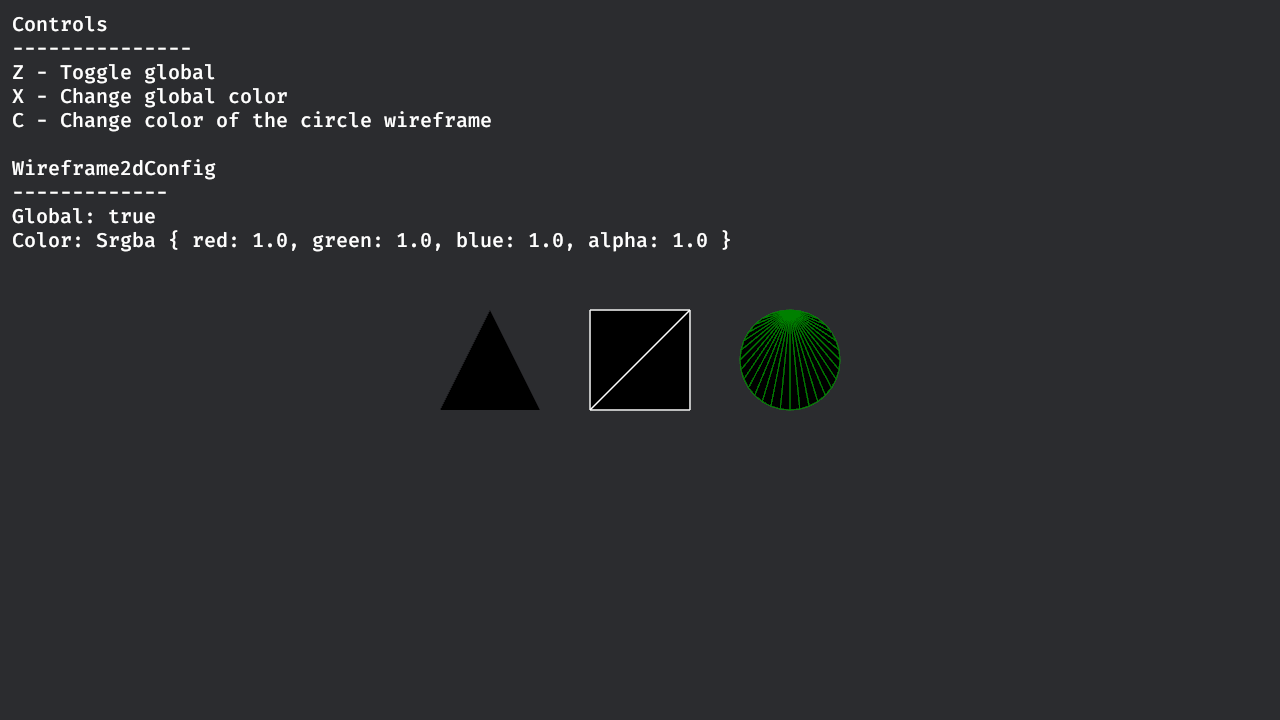 Controls
---------------
Z - Toggle global
X - Change global color
C - Change color of the circle wireframe

Wireframe2dConfig
-------------
Global: true
Color: Srgba { red: 1.0, green: 1.0, blue: 1.0, alpha: 1.0 }